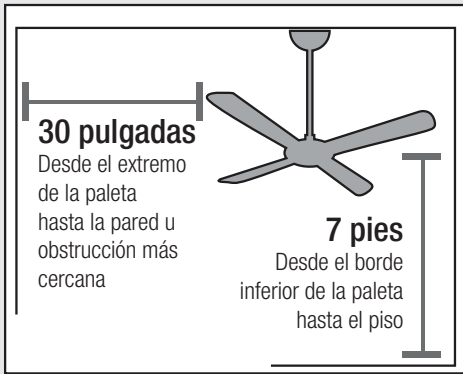 30 pulgadas
Desde el extremo
de la paleta
hasta la pared u
obstrucción más
cercana
7 pies
Desde el borde
inferior de la paleta
hasta el piso